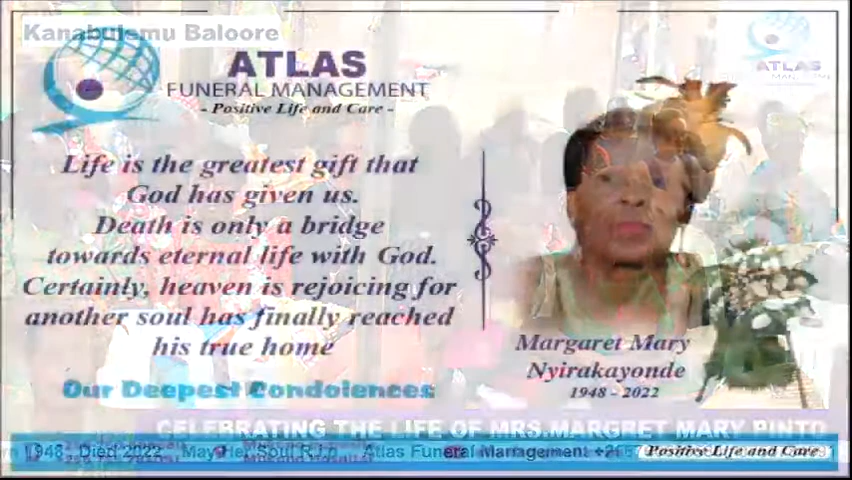 Kanabulemu Baloore
ATLAS
FUNERAL MANAGEMENT
- Positive Life and Care -
ATLAS
Life is the greatest gift that
God has given us.
Death is only a bridge
towards eternal life with God.
Certainly, heaven is rejoicing for
another soul has finally reached
his true home
Our Deepest Condolences
Margaret Mary
Nyirakayonde
1948 - 2022
CELEBRATING THE LIFE OF MRS.MARGRET MARY PINTO
1948- Died 2022 May Her Soul R.I.P Atlas Funeral Management
Positive Life and Care